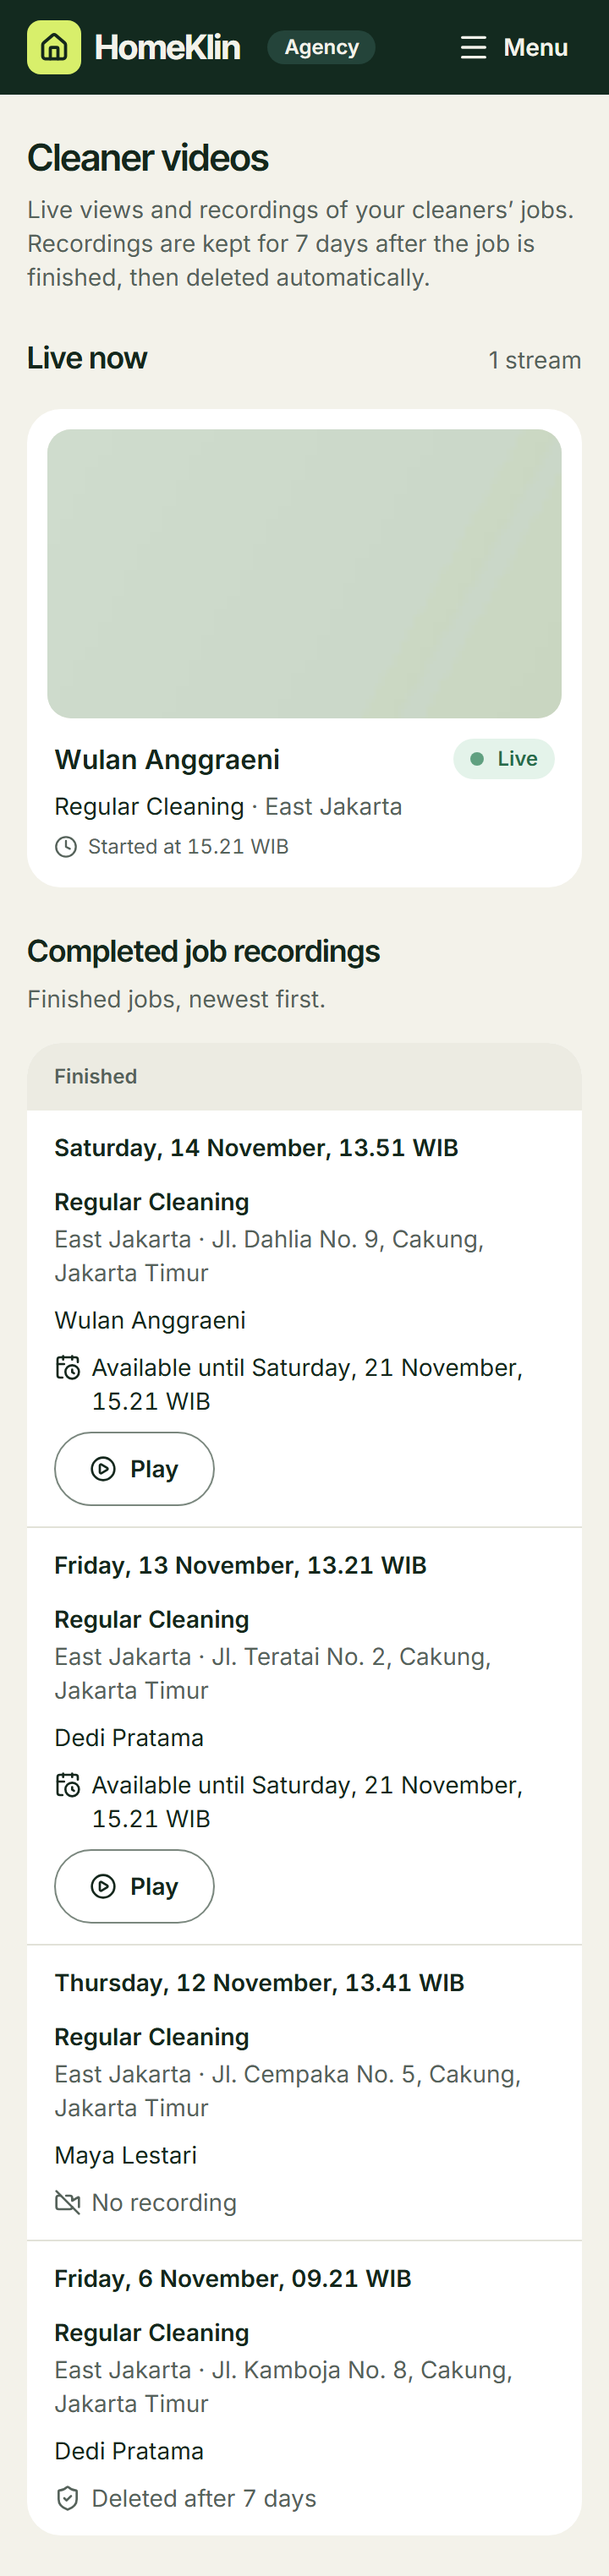 HomeKlin
Agency
Menu
Cleaner videos
Live views and recordings of your cleaners’ jobs.
Recordings are kept for 7 days after the job is
finished, then deleted automatically.
Live now
1 stream
Wulan Anggraeni
Live
Regular Cleaning · East Jakarta
Started at 15.21 WIB
Completed job recordings
Finished jobs, newest first.
Finished
Saturday, 14 November, 13.51 WIB
Regular Cleaning
East Jakarta · Jl. Dahlia No. 9, Cakung,
Jakarta Timur
Wulan Anggraeni
Available until Saturday, 21 November,
15.21 WIB
Play
Friday, 13 November, 13.21 WIB
Regular Cleaning
East Jakarta · Jl. Teratai No. 2, Cakung,
Jakarta Timur
Dedi Pratama
Available until Saturday, 21 November,
15.21 WIB
Play
Thursday, 12 November, 13.41 WIB
Regular Cleaning
East Jakarta · Jl. Cempaka No. 5, Cakung,
Jakarta Timur
Maya Lestari
No recording
Friday, 6 November, 09.21 WIB
Regular Cleaning
East Jakarta · Jl. Kamboja No. 8, Cakung,
Jakarta Timur
Dedi Pratama
Deleted after 7 days